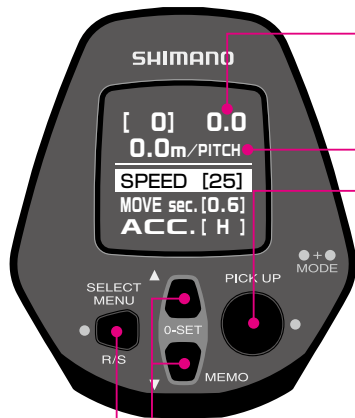 SHIMANO
[ 0] 0.0
0.0m/PITCH
SPEED [25]
MOVE sec.[0.6]
ACC.[ H ]
●+●
MODE
PICK UP
SELECT
MENU
▲
0-SET
R/S
▼
MEMO